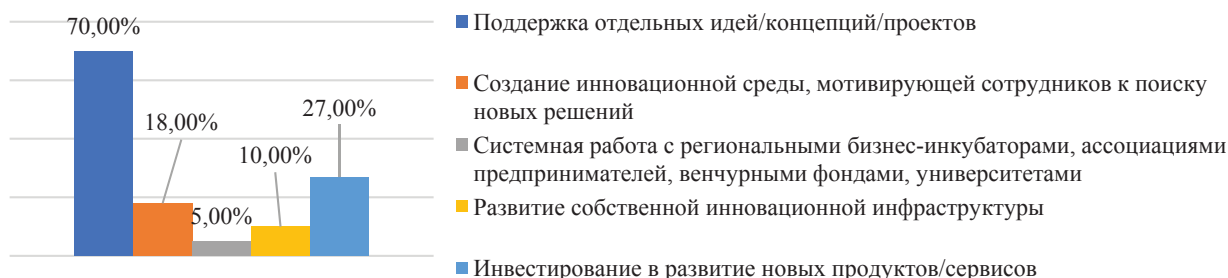 70,00%
18,00%
5,00%
10,00%
27,00%
Поддержка отдельных идей/концепций/проектов
Создание инновационной среды, мотивирующей сотрудников к поиску
новых решений
Системная работа с региональными бизнес-инкубаторами, ассоциациями
предпринимателей, венчурными фондами, университетами
Развитие собственной инновационной инфраструктуры
Инвестирование в развитие новых продуктов/сервисов